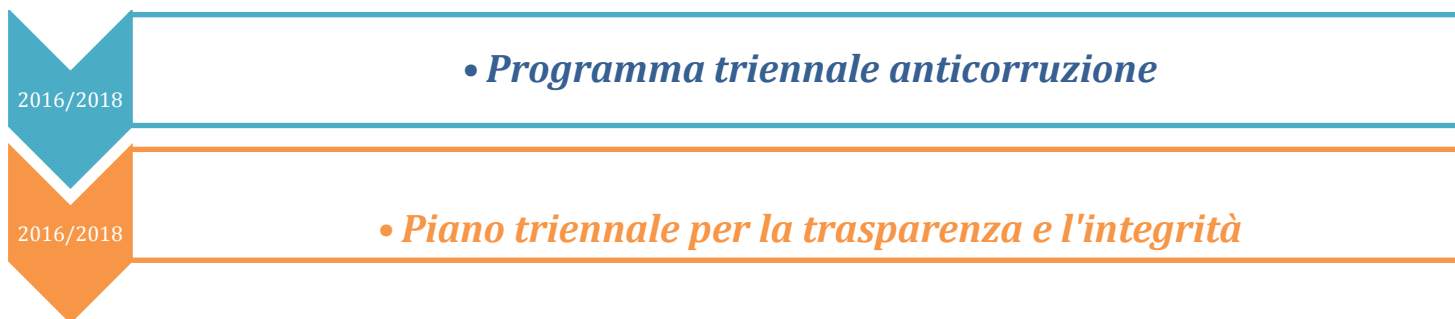 2016/2018
• Programma triennale anticorruzione
2016/2018
• Piano triennale per la trasparenza e l'integrità